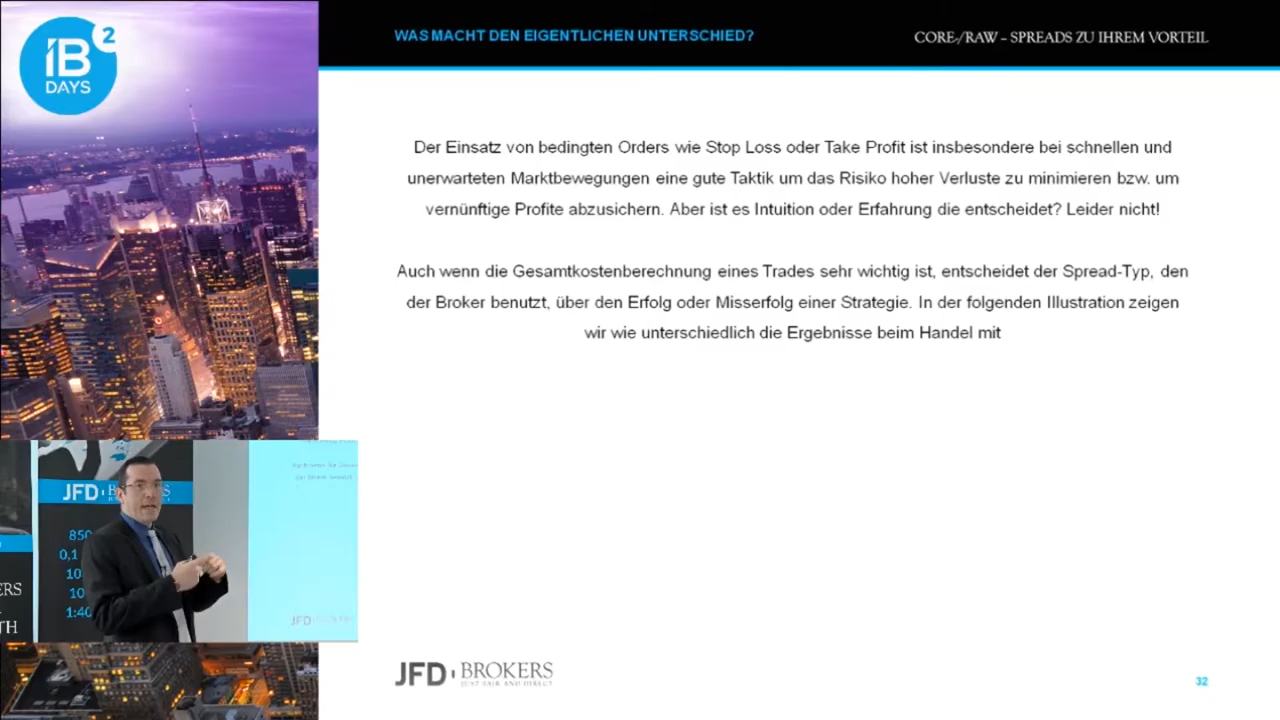 IB 2
DAYS
WAS MACHT DEN EIGENTLICHEN UNTERSCHIED?
CORE-/RAW – SPREADS ZU IHREM VORTEIL
Der Einsatz von bedingten Orders wie Stop Loss oder Take Profit ist insbesondere bei schnellen und
unerwarteten Marktbewegungen eine gute Taktik um das Risiko hoher Verluste zu minimieren bzw. um
vernünftige Profite abzusichern. Aber ist es Intuition oder Erfahrung die entscheidet? Leider nicht!
Auch wenn die Gesamtkostenberechnung eines Trades sehr wichtig ist, entscheidet der Spread-Typ, den
der Broker benutzt, über den Erfolg oder Misserfolg einer Strategie. In der folgenden Illustration zeigen
wir wie unterschiedlich die Ergebnisse beim Handel mit
JFD
850
0,1
10
10
1:40
ERS
TH
JFD
JFD BROKERS
JUST FAIR AND DIRECT
32